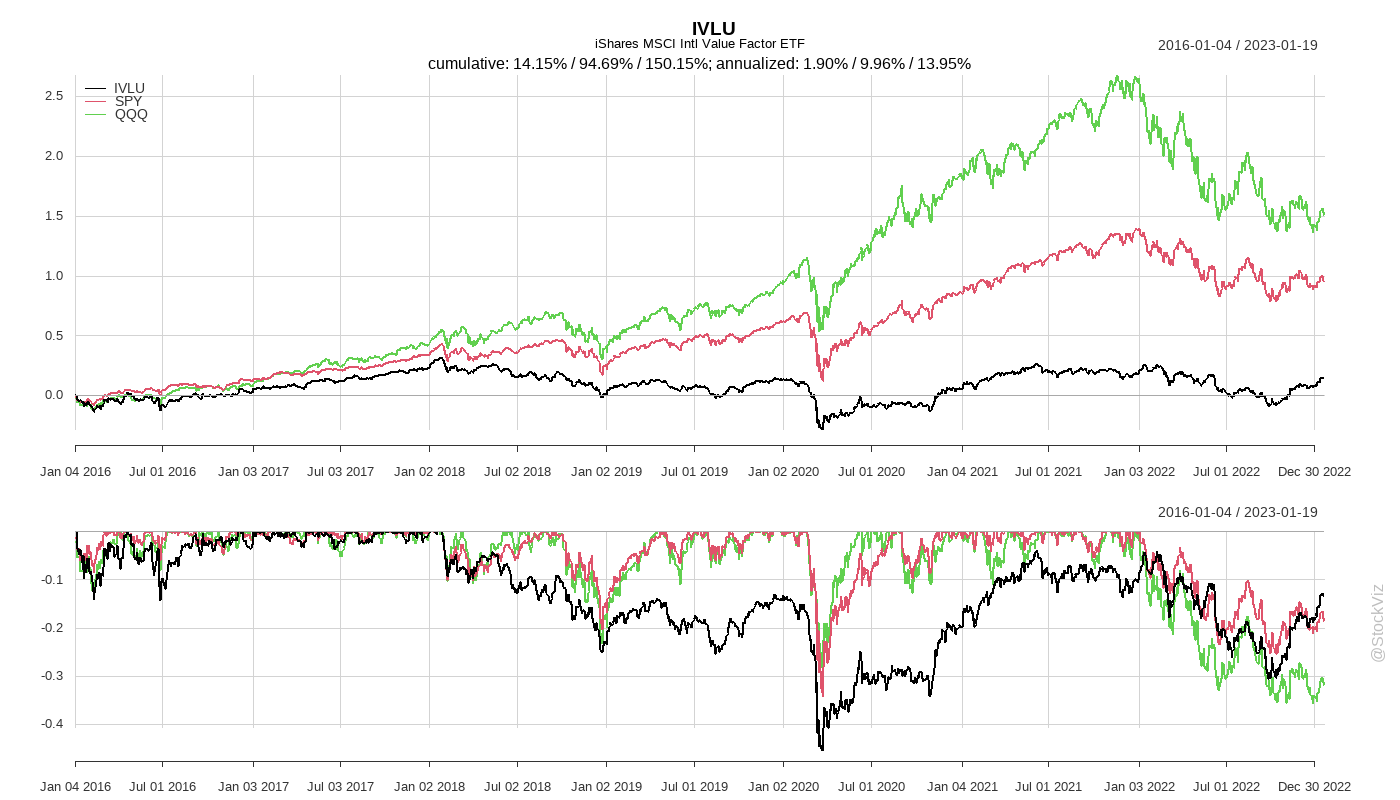 IVLU
iShares MSCI Intl Value Factor ETF
2016-01-04 / 2023-01-19
cumulative: 14.15% / 94.69% / 150.15%; annualized: 1.90% / 9.96% / 13.95%
IVLU
SPY
QQQ
2.5
2.0
1.5
1.0
0.5
0.0
Jan 04 2016 Jul 01 2016 Jan 03 2017 Jul 03 2017 Jan 02 2018 Jul 02 2018 Jan 02 2019 Jul 01 2019 Jan 02 2020 Jul 01 2020 Jan 04 2021 Jul 01 2021 Jan 03 2022 Jul 01 2022 Dec 30 2022
2016-01-04 / 2023-01-19
-0.1
-0.2
-0.3
-0.4
Jan 04 2016 Jul 01 2016 Jan 03 2017 Jul 03 2017 Jan 02 2018 Jul 02 2018 Jan 02 2019 Jul 01 2019 Jan 02 2020 Jul 01 2020 Jan 04 2021 Jul 01 2021 Jan 03 2022 Jul 01 2022 Dec 30 2022
@StockViz